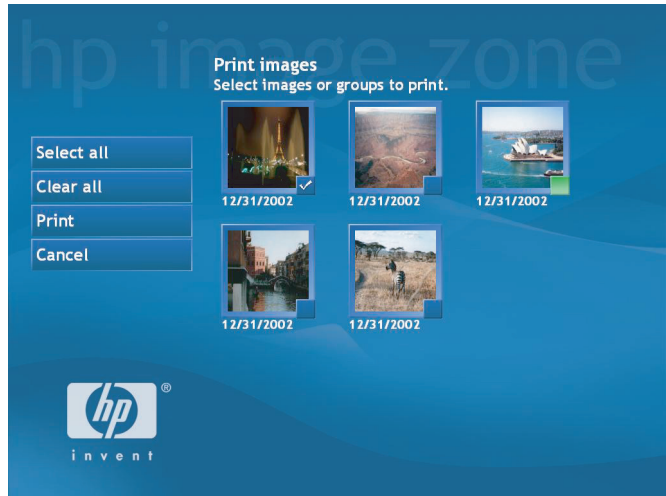 hp image zone
Print images
Select images or groups to print.
Select all
Clear all
Print
Cancel
12/31/2002
12/31/2002
12/31/2002
12/31/2002
12/31/2002
hp
®
invent